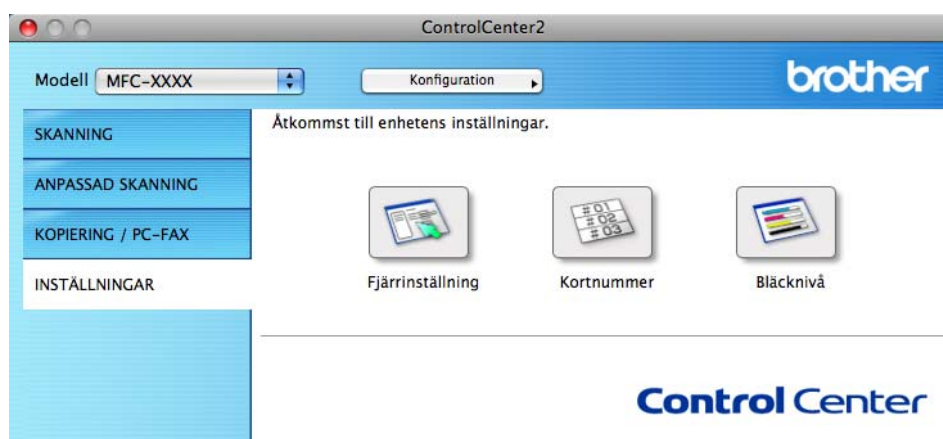 ControlCenter2
Modell MFC-XXXX Konfiguration brother
Åtkommst till enhetens inställningar.
SKANNING
ANPASSAD SKANNING
KOPIERING / PC-FAX
INSTÄLLNINGAR
#01
#02
#03
Fjärrinställning Kortnummer Bläcknivå
Control Center